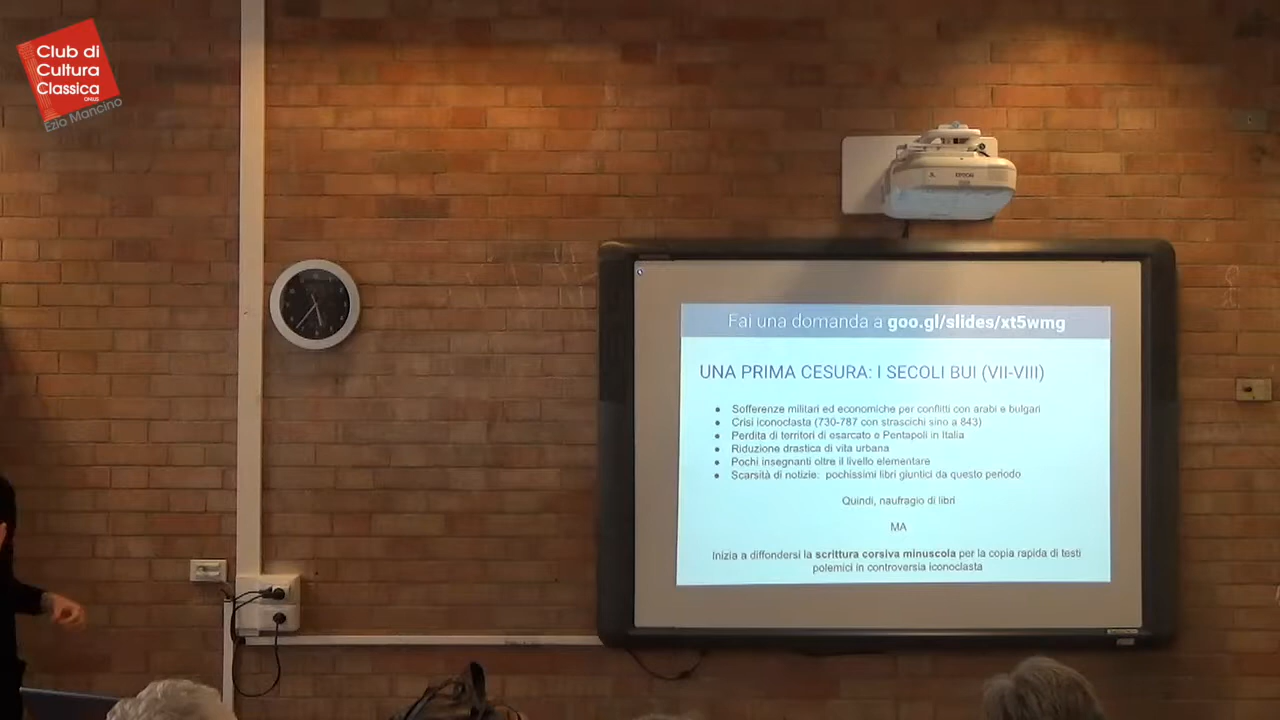 Club di
Cultura
Classica
ONLUS
Ezio Mancino
EPSON
Fai una domanda a goo.gl/slides/xt5wmg
UNA PRIMA CESURA: I SECOLI BUI (VII-VIII)
● Sofferenze militari ed economiche per conflitti con arabi e bulgari
● Crisi iconoclasta (730-787 con strascichi sino a 843)
● Perdita di territori di esarcato e Pentapoli in Italia
● Riduzione drastica di vita urbana
● Pochi insegnanti oltre il livello elementare
● Scarsità di notizie: pochissimi libri giuntici da questo periodo
Quindi, naufragio di libri
MA
Inizia a diffondersi la scrittura corsiva minuscola per la copia rapida di testi
polemici in controversia iconoclasta